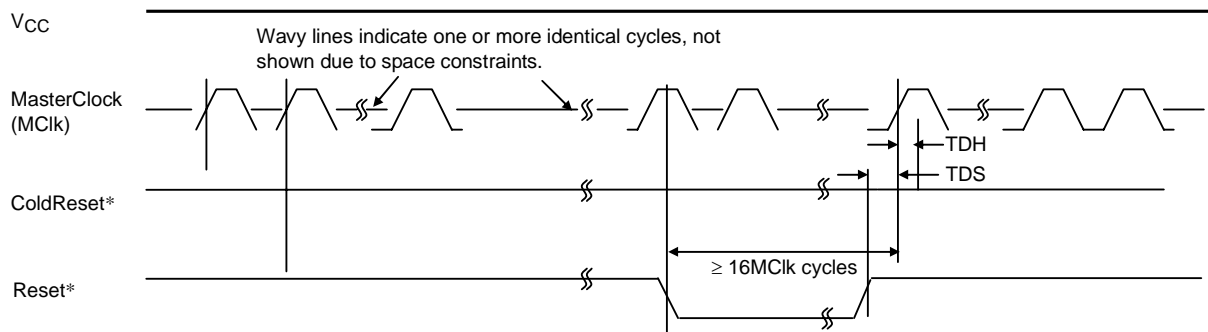 VCC
Wavy lines indicate one or more identical cycles, not
shown due to space constraints.
MasterClock
(MClk)
TDH
TDS
ColdReset*
≥ 16MClk cycles
Reset*